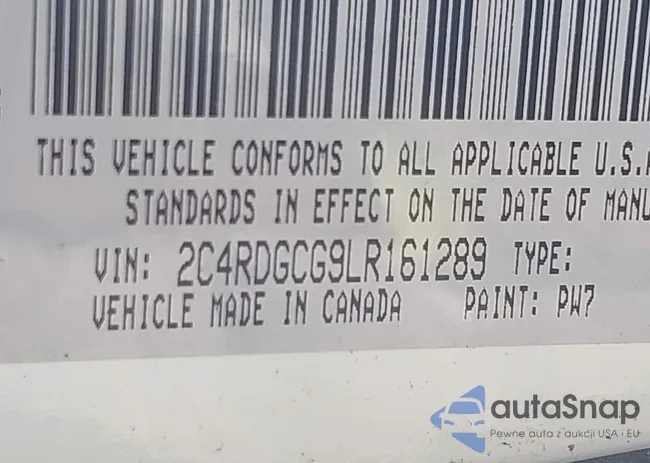 THIS VEHICLE CONFORMS TO ALL APPLICABLE U.S.A
STANDARDS IN EFFECT ON THE DATE OF MANU
VIN: 2C4RDGCG9LR161289 TYPE:
VEHICLE MADE IN CANADA PAINT: PW7
autaSnap
Pewne auta z aukcji USA i EU